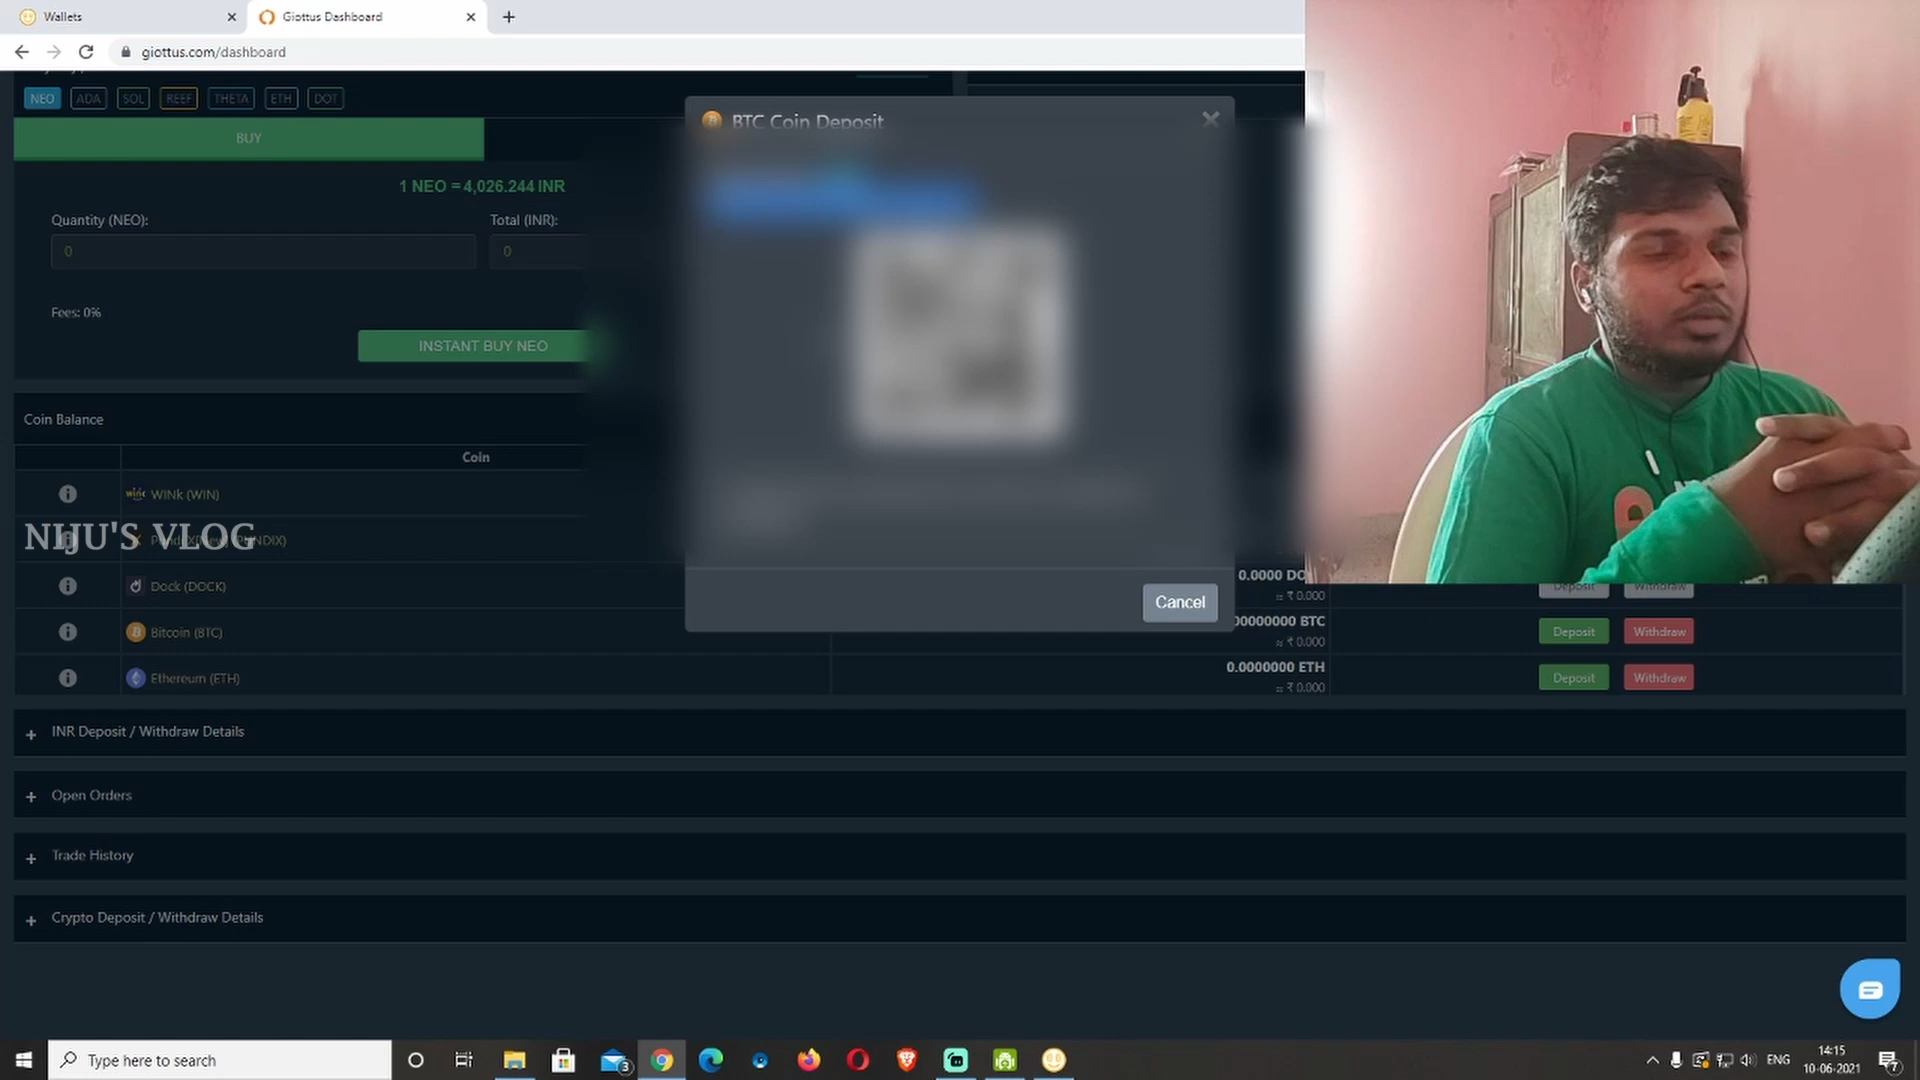 Wallets
Giottus Dashboard
giottus.com/dashboard
NEO ADA SOL REEF THETA ETH DOT
BUY
1 NEO = 4,026.244 INR
Quantity (NEO): Total (INR):
0 0
Fees: 0%
INSTANT BUY NEO
BTC Coin Deposit
Cancel
Coin Balance
Coin
WINk (WIN)
NIJU'S VLOG
Dock (DOCK) 0.0000 DO
≈ ₹ 0.000
Deposit Withdraw
Bitcoin (BTC) 00000000 BTC
≈ ₹ 0.000
Deposit Withdraw
Ethereum (ETH) 0.0000000 ETH
≈ ₹ 0.000
Deposit Withdraw
INR Deposit / Withdraw Details
Open Orders
Trade History
Crypto Deposit / Withdraw Details
Type here to search
3
ENG
14:15
10-06-2021
7